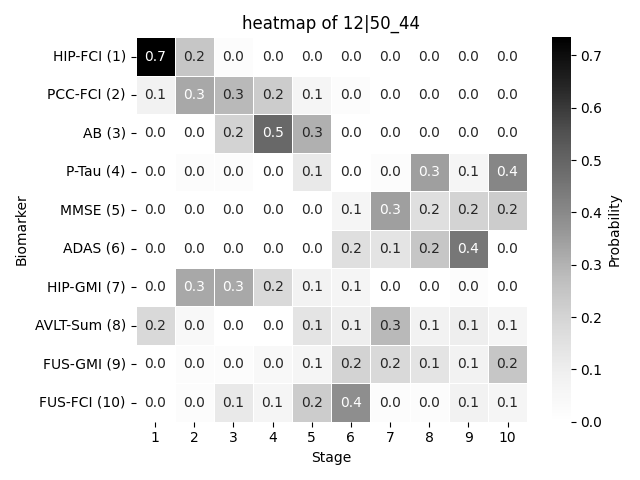 heatmap of 12|50_44
HIP-FCI (1) 0.7 0.2 0.0 0.0 0.0 0.0 0.0 0.0 0.0 0.0
PCC-FCI (2) 0.1 0.3 0.3 0.2 0.1 0.0 0.0 0.0 0.0 0.0
AB (3) 0.0 0.0 0.2 0.5 0.3 0.0 0.0 0.0 0.0 0.0
P-Tau (4) 0.0 0.0 0.0 0.0 0.1 0.0 0.0 0.3 0.1 0.4
MMSE (5) 0.0 0.0 0.0 0.0 0.0 0.1 0.3 0.2 0.2 0.2
ADAS (6) 0.0 0.0 0.0 0.0 0.0 0.2 0.1 0.2 0.4 0.0
HIP-GMI (7) 0.0 0.3 0.3 0.2 0.1 0.1 0.0 0.0 0.0 0.0
AVLT-Sum (8) 0.2 0.0 0.0 0.0 0.1 0.1 0.3 0.1 0.1 0.1
FUS-GMI (9) 0.0 0.0 0.0 0.0 0.1 0.2 0.2 0.1 0.1 0.2
FUS-FCI (10) 0.0 0.0 0.1 0.1 0.2 0.4 0.0 0.0 0.1 0.1
1 2 3 4 5 6 7 8 9 10
Stage
Biomarker
0.7
0.6
0.5
0.4
0.3
0.2
0.1
0.0
Probability